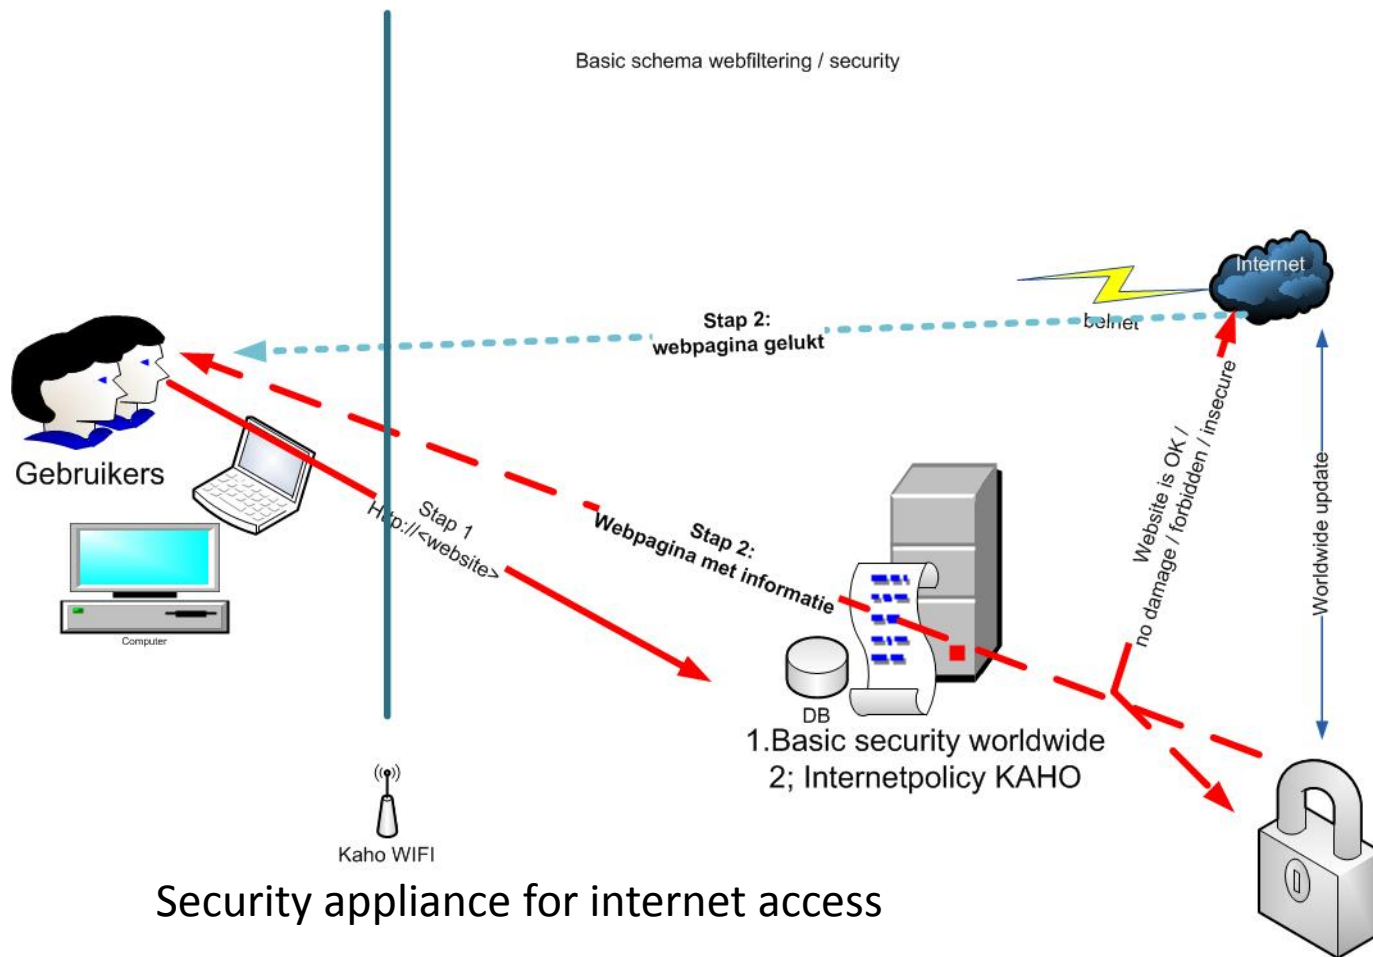 Basic schema webfiltering / security
Internet
belnet
Stap 2:
webpagina gelukt
Gebruikers
Stap 1
Http://<website>
Stap 2:
Webpagina met informatie
Website is OK /
no damage / forbidden / insecure
Worldwide update
Computer
DB
1.Basic security worldwide
2; Internetpolicy KAHO
Kaho WIFI
Security appliance for internet access